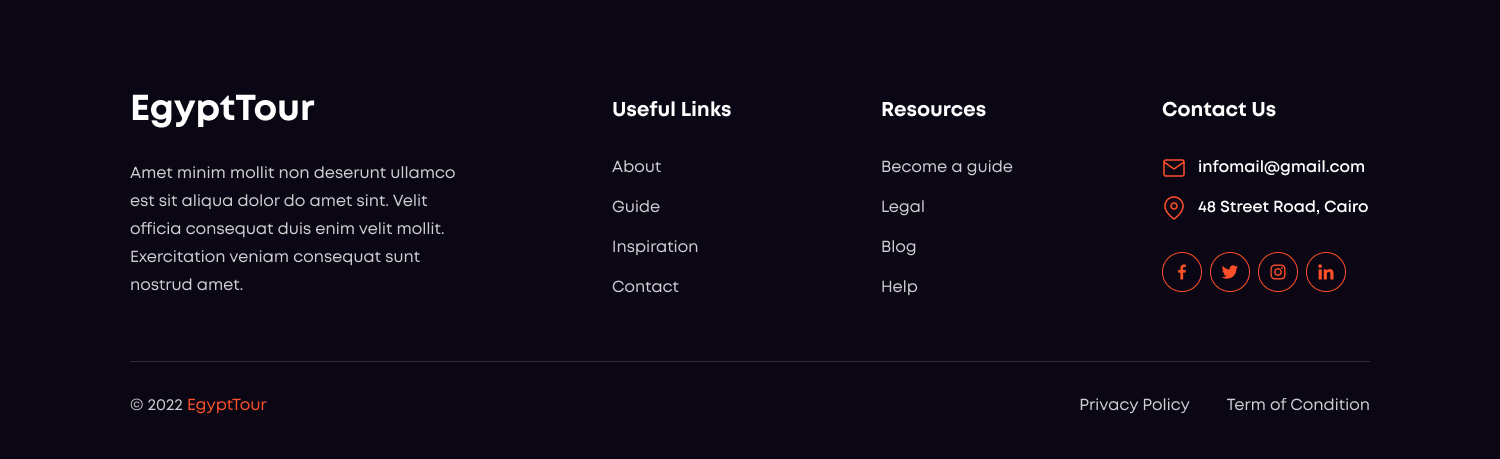 EgyptTour
Amet minim mollit non deserunt ullamco
est sit aliqua dolor do amet sint. Velit
officia consequat duis enim velit mollit.
Exercitation veniam consequat sunt
nostrud amet.
Useful Links
About
Guide
Inspiration
Contact
Resources
Become a guide
Legal
Blog
Help
Contact Us
infomail@gmail.com
48 Street Road, Cairo
© 2022 EgyptTour
Privacy Policy
Term of Condition